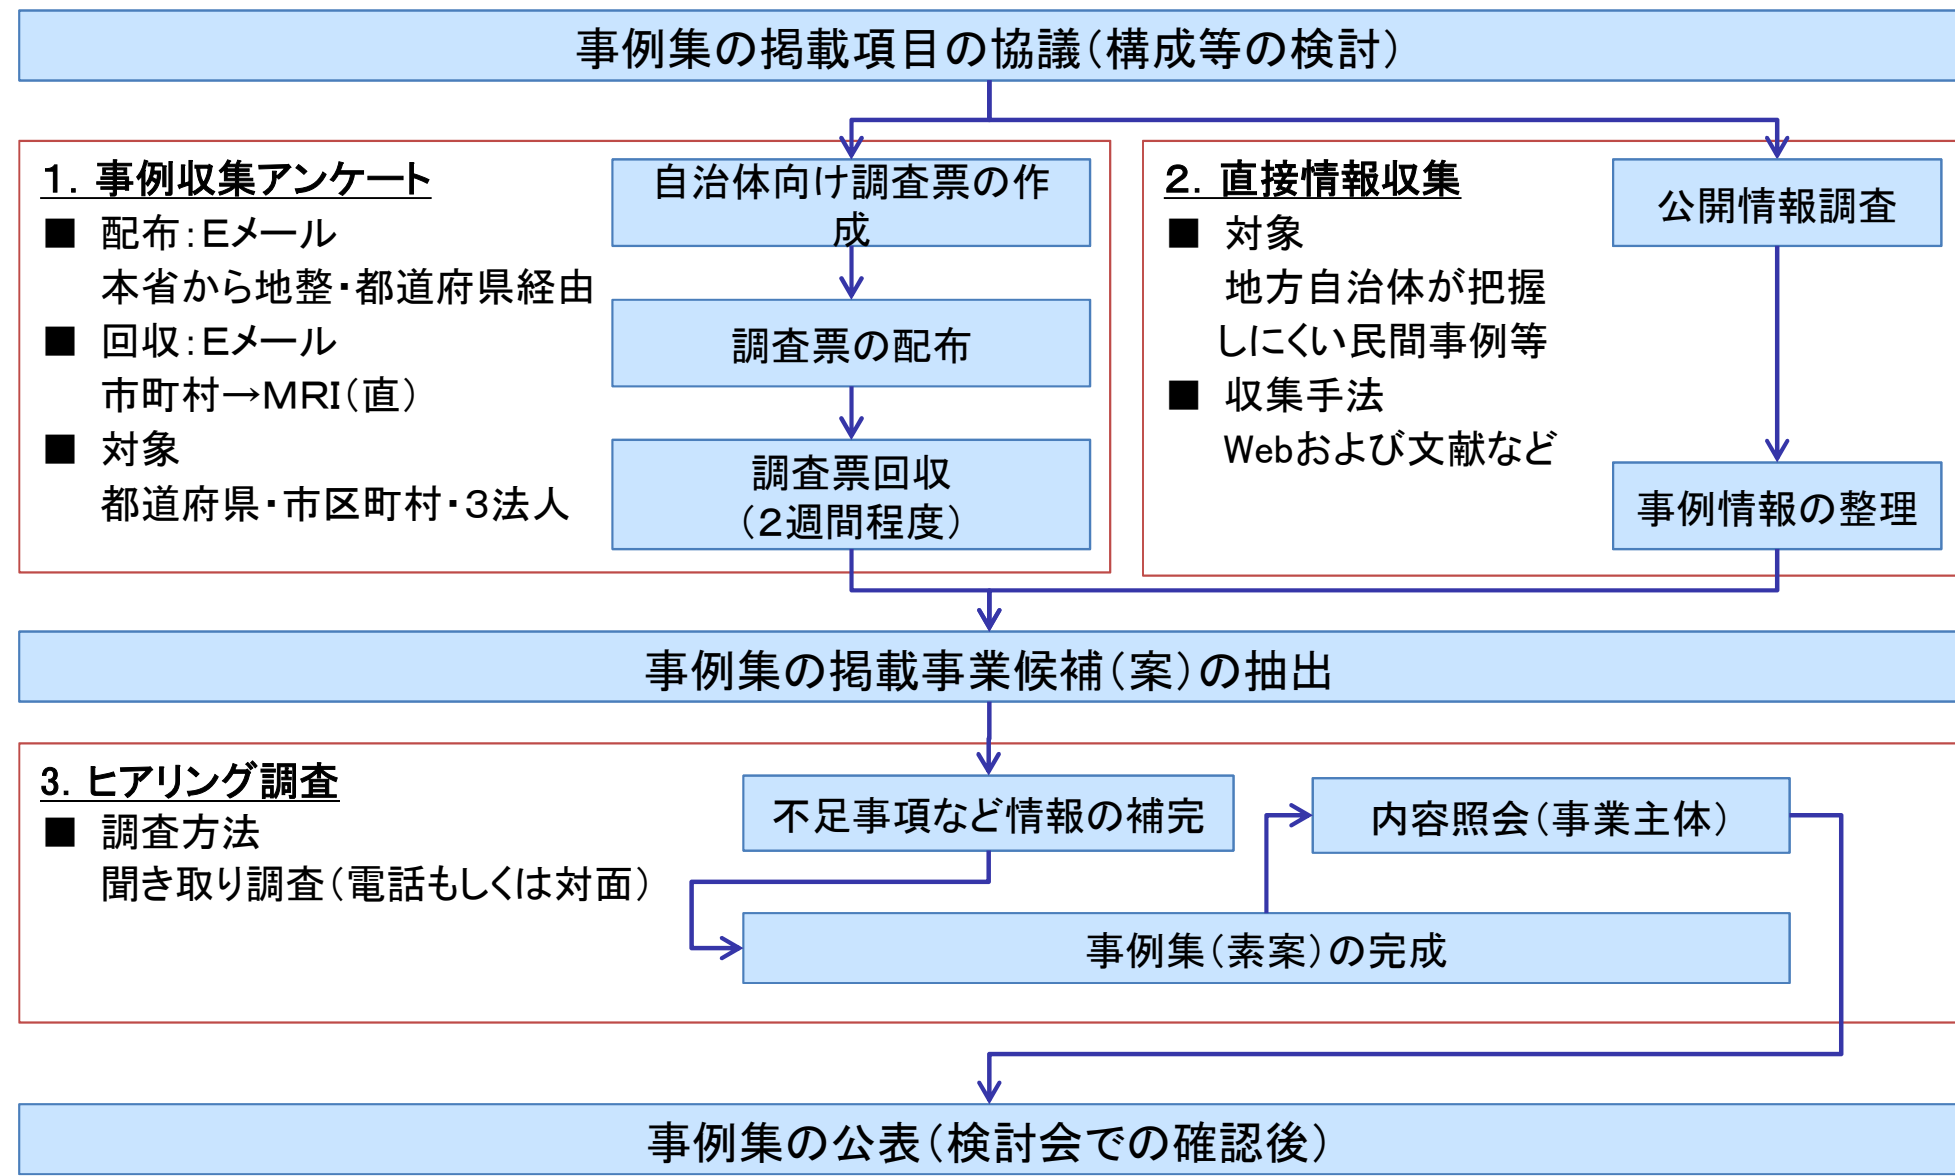 事例集の掲載項目の協議（構成等の検討）
１．事例収集アンケート
■ 配布：Eメール
本省から地整・都道府県経由
■ 回収：Eメール
市町村→MRI（直）
■ 対象
都道府県・市区町村・３法人
自治体向け調査票の作
成
調査票の配布
調査票回収
（２週間程度）
２．直接情報収集
■ 対象
地方自治体が把握
しにくい民間事例等
■ 収集手法
Webおよび文献など
公開情報調査
事例情報の整理
事例集の掲載事業候補（案）の抽出
3．ヒアリング調査
■ 調査方法
聞き取り調査（電話もしくは対面）
不足事項など情報の補完
内容照会（事業主体）
事例集（素案）の完成
事例集の公表（検討会での確認後）